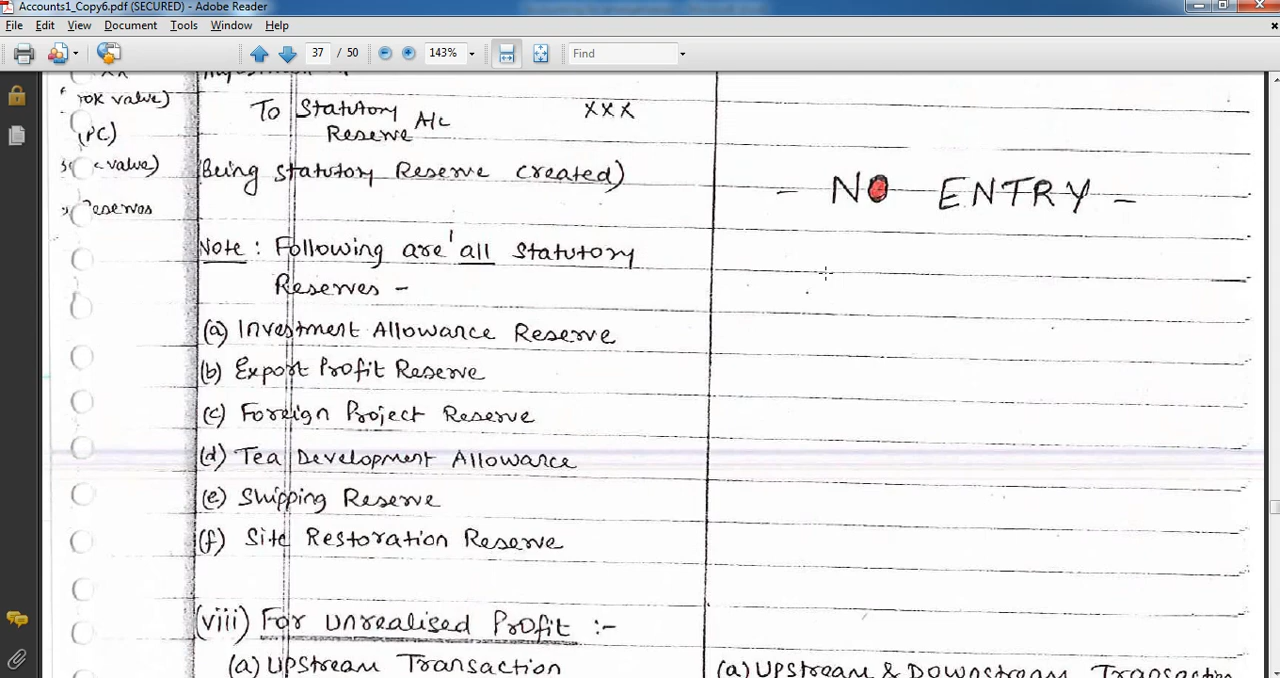 Accounts1_Copy6.pdf (SECURED) - Adobe Reader
File Edit View Document Tools Window Help
37 / 50 143% Find
ok value) To Statutory A/c XXX
(PC) Reserve
value) (Being statutory Reserve created) - NO ENTRY -
Reserves
Note : Following are all statutory
Reserves -
(a) Investment Allowance Reserve
(b) Export Profit Reserve
(c) Foreign Project Reserve
(d) Tea Development Allowance
(e) Shipping Reserve
(f) Site Restoration Reserve
(viii) For unrealised Profit :-
(a) Upstream Transaction (a) Upstream & Downstream Transaction